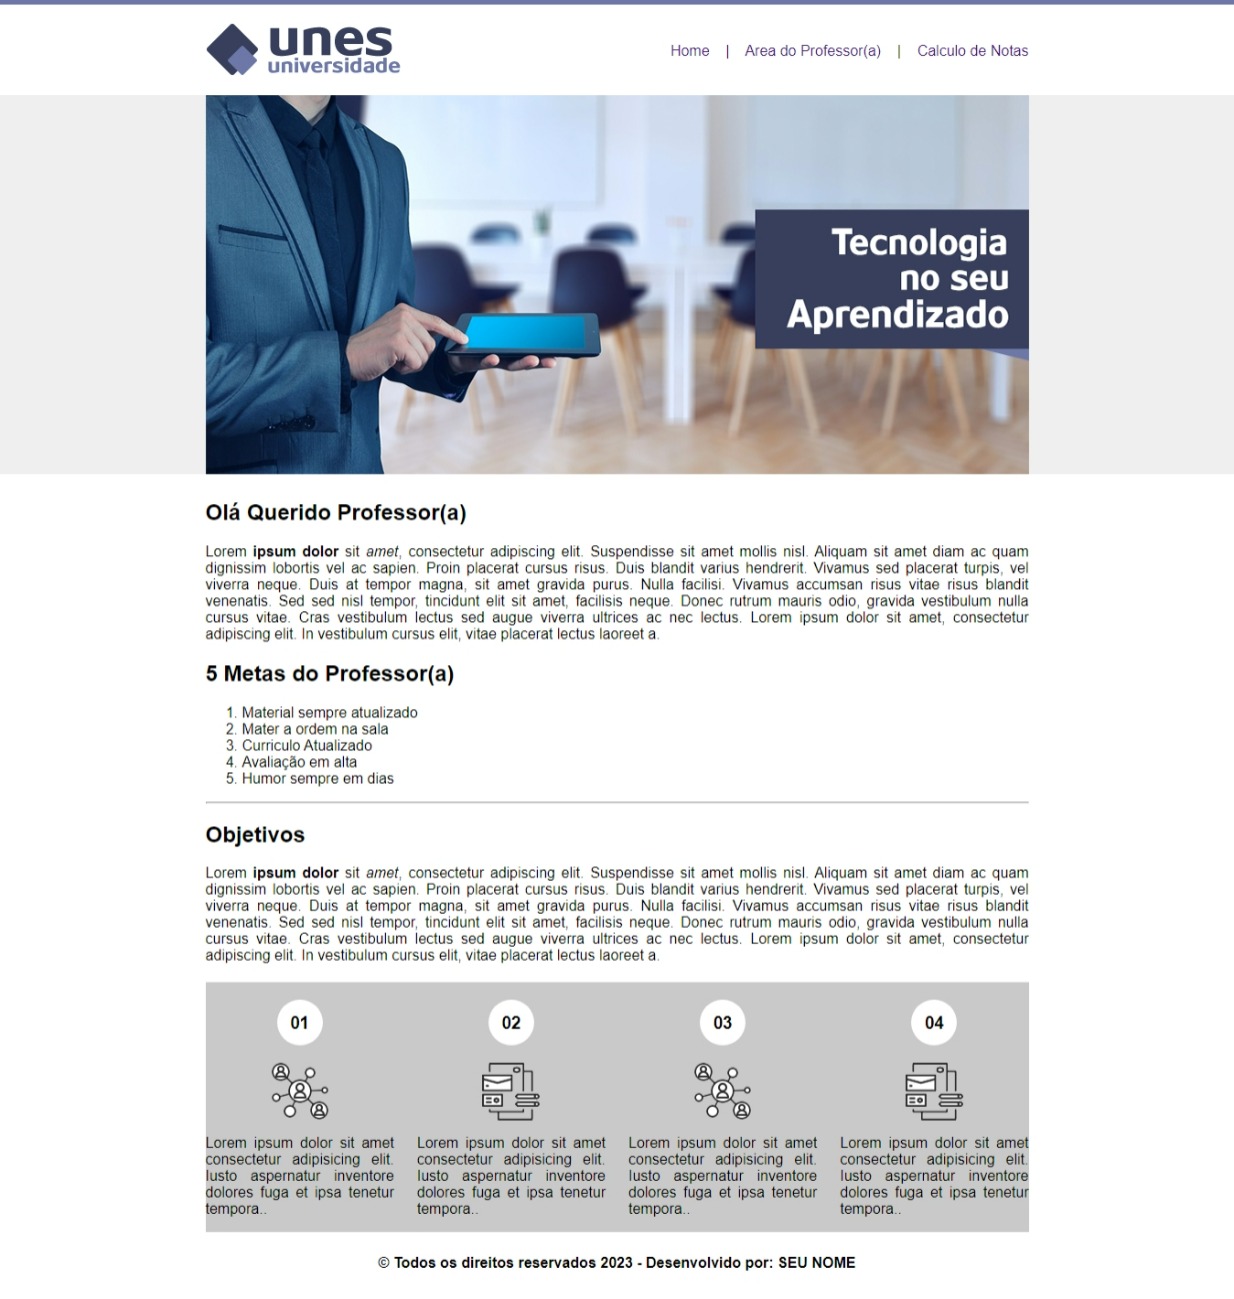 unes
universidade
Home | Area do Professor(a) | Calculo de Notas
Tecnologia
no seu
Aprendizado
Olá Querido Professor(a)
Lorem ipsum dolor sit amet, consectetur adipiscing elit. Suspendisse sit amet mollis nisl. Aliquam sit amet diam ac quam
dignissim lobortis vel ac sapien. Proin placerat cursus risus. Duis blandit varius hendrerit. Vivamus sed placerat turpis, vel
viverra neque. Duis at tempor magna, sit amet gravida purus. Nulla facilisi. Vivamus accumsan risus vitae risus blandit
venenatis. Sed sed nisl tempor, tincidunt elit sit amet, facilisis neque. Donec rutrum mauris odio, gravida vestibulum nulla
cursus vitae. Cras vestibulum lectus sed augue viverra ultrices ac nec lectus. Lorem ipsum dolor sit amet, consectetur
adipiscing elit. In vestibulum cursus elit, vitae placerat lectus laoreet a.
5 Metas do Professor(a)
1. Material sempre atualizado
2. Mater a ordem na sala
3. Curriculo Atualizado
4. Avaliação em alta
5. Humor sempre em dias
Objetivos
Lorem ipsum dolor sit amet, consectetur adipiscing elit. Suspendisse sit amet mollis nisl. Aliquam sit amet diam ac quam
dignissim lobortis vel ac sapien. Proin placerat cursus risus. Duis blandit varius hendrerit. Vivamus sed placerat turpis, vel
viverra neque. Duis at tempor magna, sit amet gravida purus. Nulla facilisi. Vivamus accumsan risus vitae risus blandit
venenatis. Sed sed nisl tempor, tincidunt elit sit amet, facilisis neque. Donec rutrum mauris odio, gravida vestibulum nulla
cursus vitae. Cras vestibulum lectus sed augue viverra ultrices ac nec lectus. Lorem ipsum dolor sit amet, consectetur
adipiscing elit. In vestibulum cursus elit, vitae placerat lectus laoreet a.
01
Lorem ipsum dolor sit amet
consectetur adipisicing elit.
Iusto aspernatur inventore
dolores fuga et ipsa tenetur
tempora..
02
Lorem ipsum dolor sit amet
consectetur adipisicing elit.
Iusto aspernatur inventore
dolores fuga et ipsa tenetur
tempora..
03
Lorem ipsum dolor sit amet
consectetur adipisicing elit.
Iusto aspernatur inventore
dolores fuga et ipsa tenetur
tempora..
04
Lorem ipsum dolor sit amet
consectetur adipisicing elit.
Iusto aspernatur inventore
dolores fuga et ipsa tenetur
tempora..
© Todos os direitos reservados 2023 - Desenvolvido por: SEU NOME